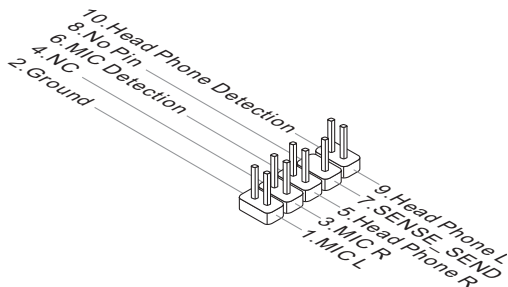 10.Head Phone Detection
8.No Pin
6.MIC Detection
4.NC
2.Ground
9.Head Phone L
7.SENSE_SEND
5.Head Phone R
3.MIC R
1.MIC L